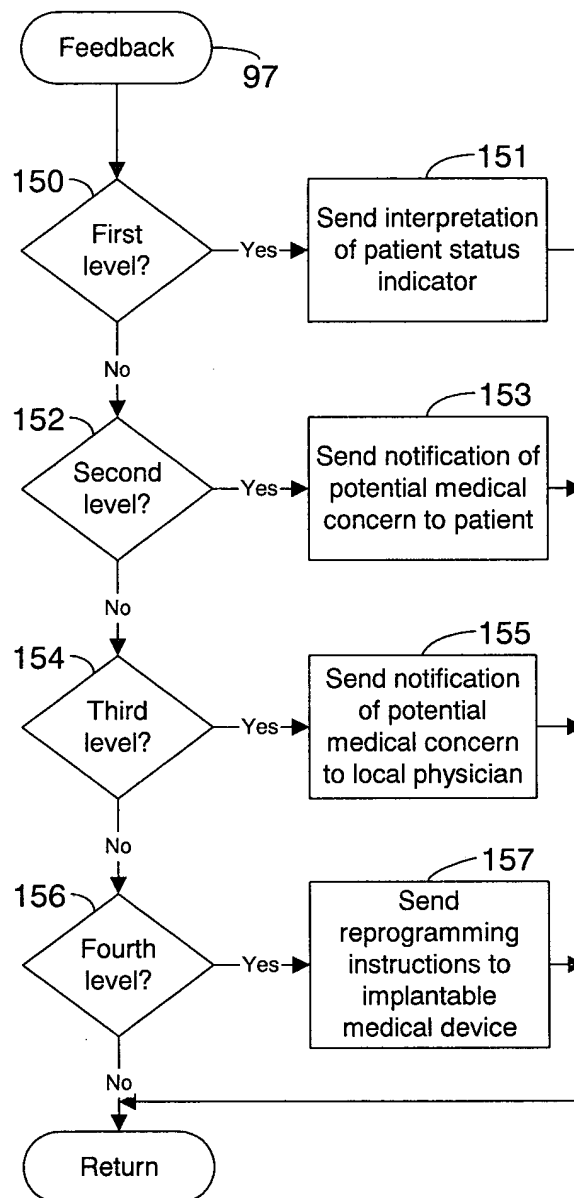 Feedback
97
150
First
level?
Yes
151
Send interpretation
of patient status
indicator
No
152
Second
level?
Yes
153
Send notification of
potential medical
concern to patient
No
154
Third
level?
Yes
155
Send notification
of potential
medical concern
to local physician
No
156
Fourth
level?
Yes
157
Send
reprogramming
instructions to
implantable
medical device
No
Return